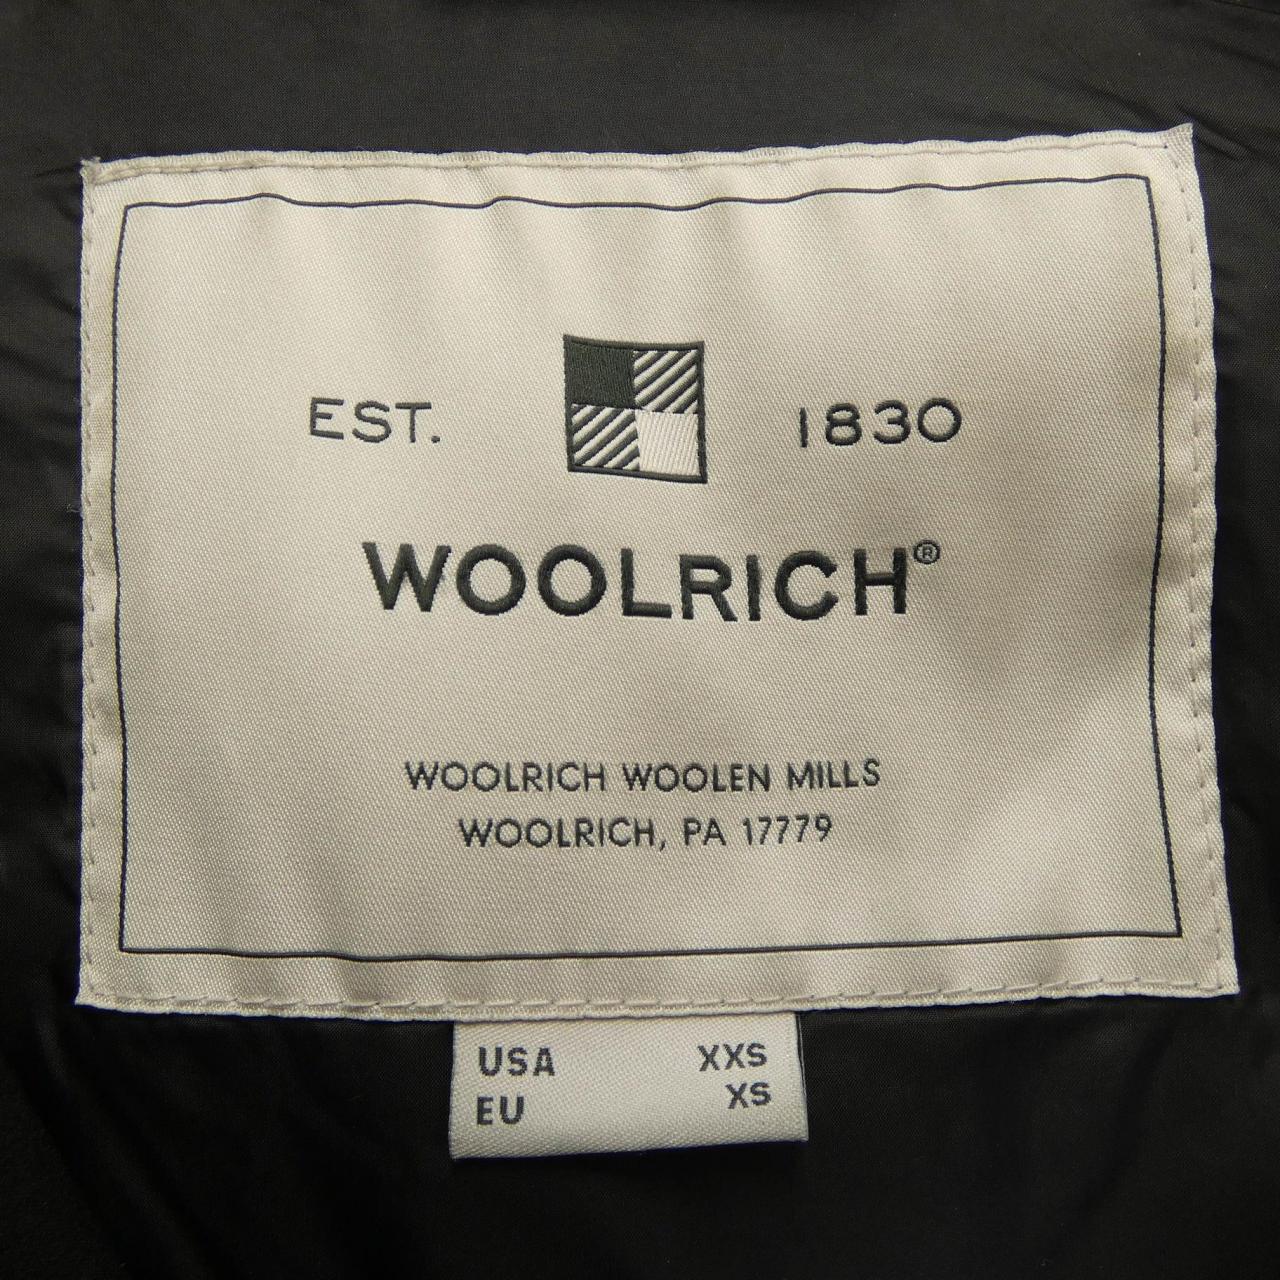 EST. 1830
WOOLRICH®
WOOLRICH WOOLEN MILLS
WOOLRICH, PA 17779
USA XXS
EU XS